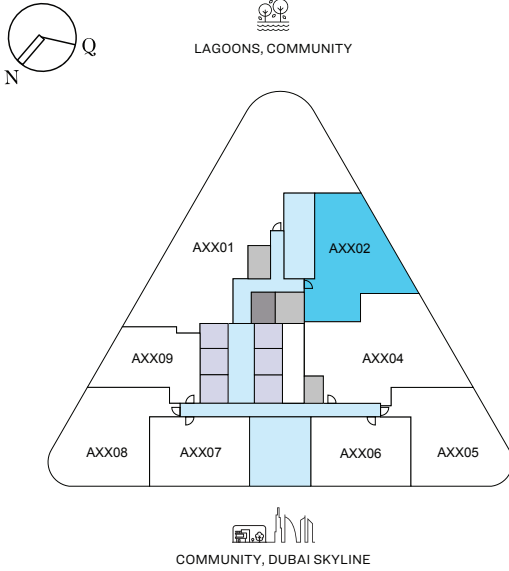 Q
N
LAGOONS, COMMUNITY
AXX01
AXX02
AXX09
AXX04
AXX08
AXX07
AXX06
AXX05
COMMUNITY, DUBAI SKYLINE